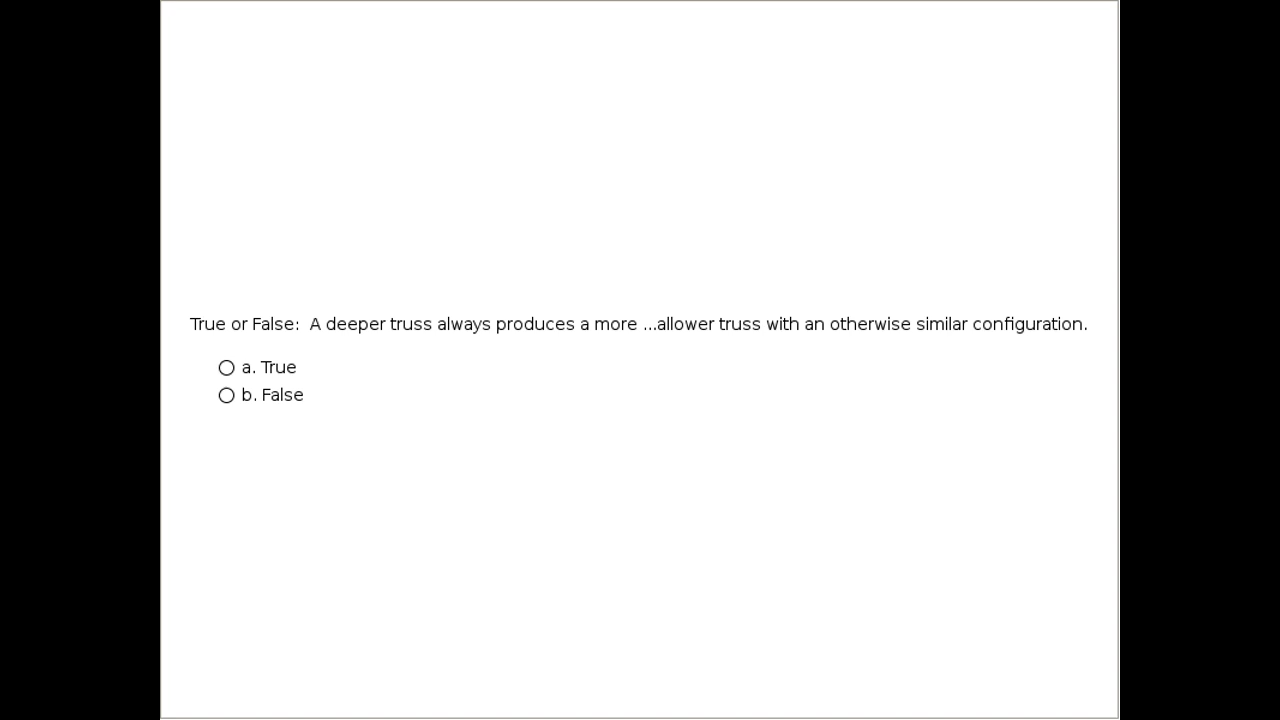 True or False:  A deeper truss always produces a more ...allower truss with an otherwise similar configuration.
a. True
b. False